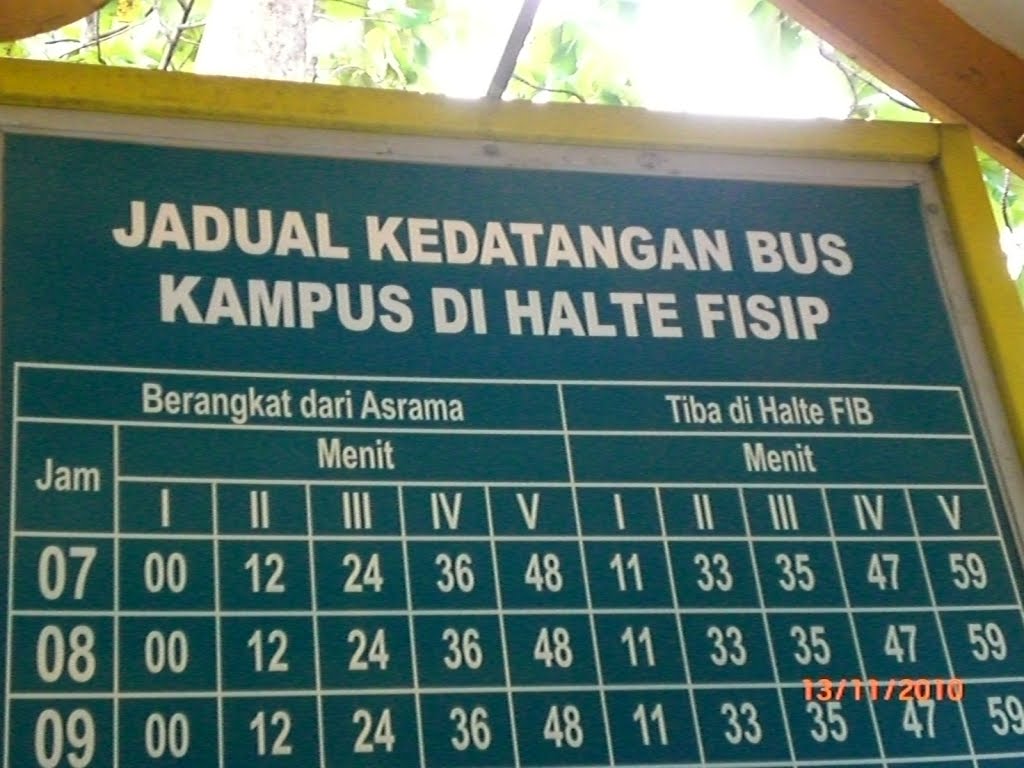 JADUAL KEDATANGAN BUS
KAMPUS DI HALTE FISIP
Berangkat dari Asrama Tiba di Halte FIB
Jam Menit Menit
I II III IV V I II III IV V
07 00 12 24 36 48 11 33 35 47 59
08 00 12 24 36 48 11 33 35 47 59
09 00 12 24 36 48 11 33 35 47 59
13/11/2010